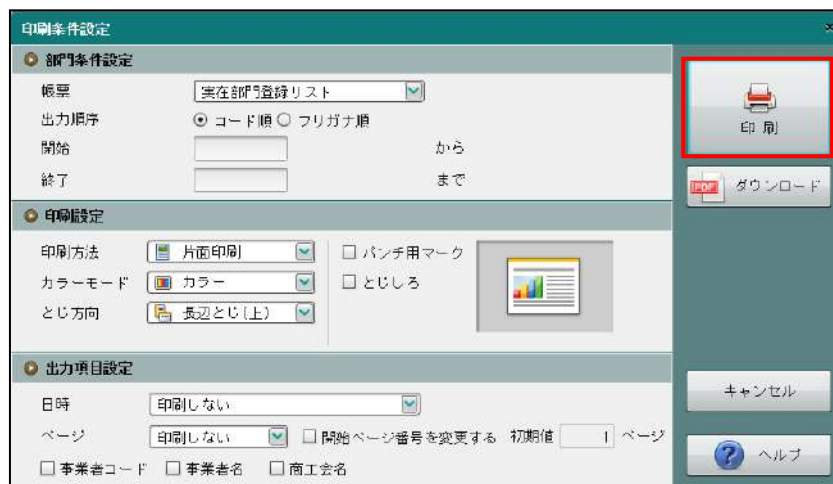 印刷条件設定
部門条件設定
帳票 実在部門登録リスト
出力順序 コード順 フリガナ順
開始 から
終了 まで
印刷設定
印刷方法 片面印刷 パンチ用マーク
カラーモード カラー とじしろ
とじ方向 長辺とじ(上)
出力項目設定
日時 印刷しない
ページ 印刷しない 開始ページ番号を変更する 初期値 1 ページ
事業者コード 事業者名 商工会名
印刷
PDF ダウンロード
キャンセル
? ヘルプ